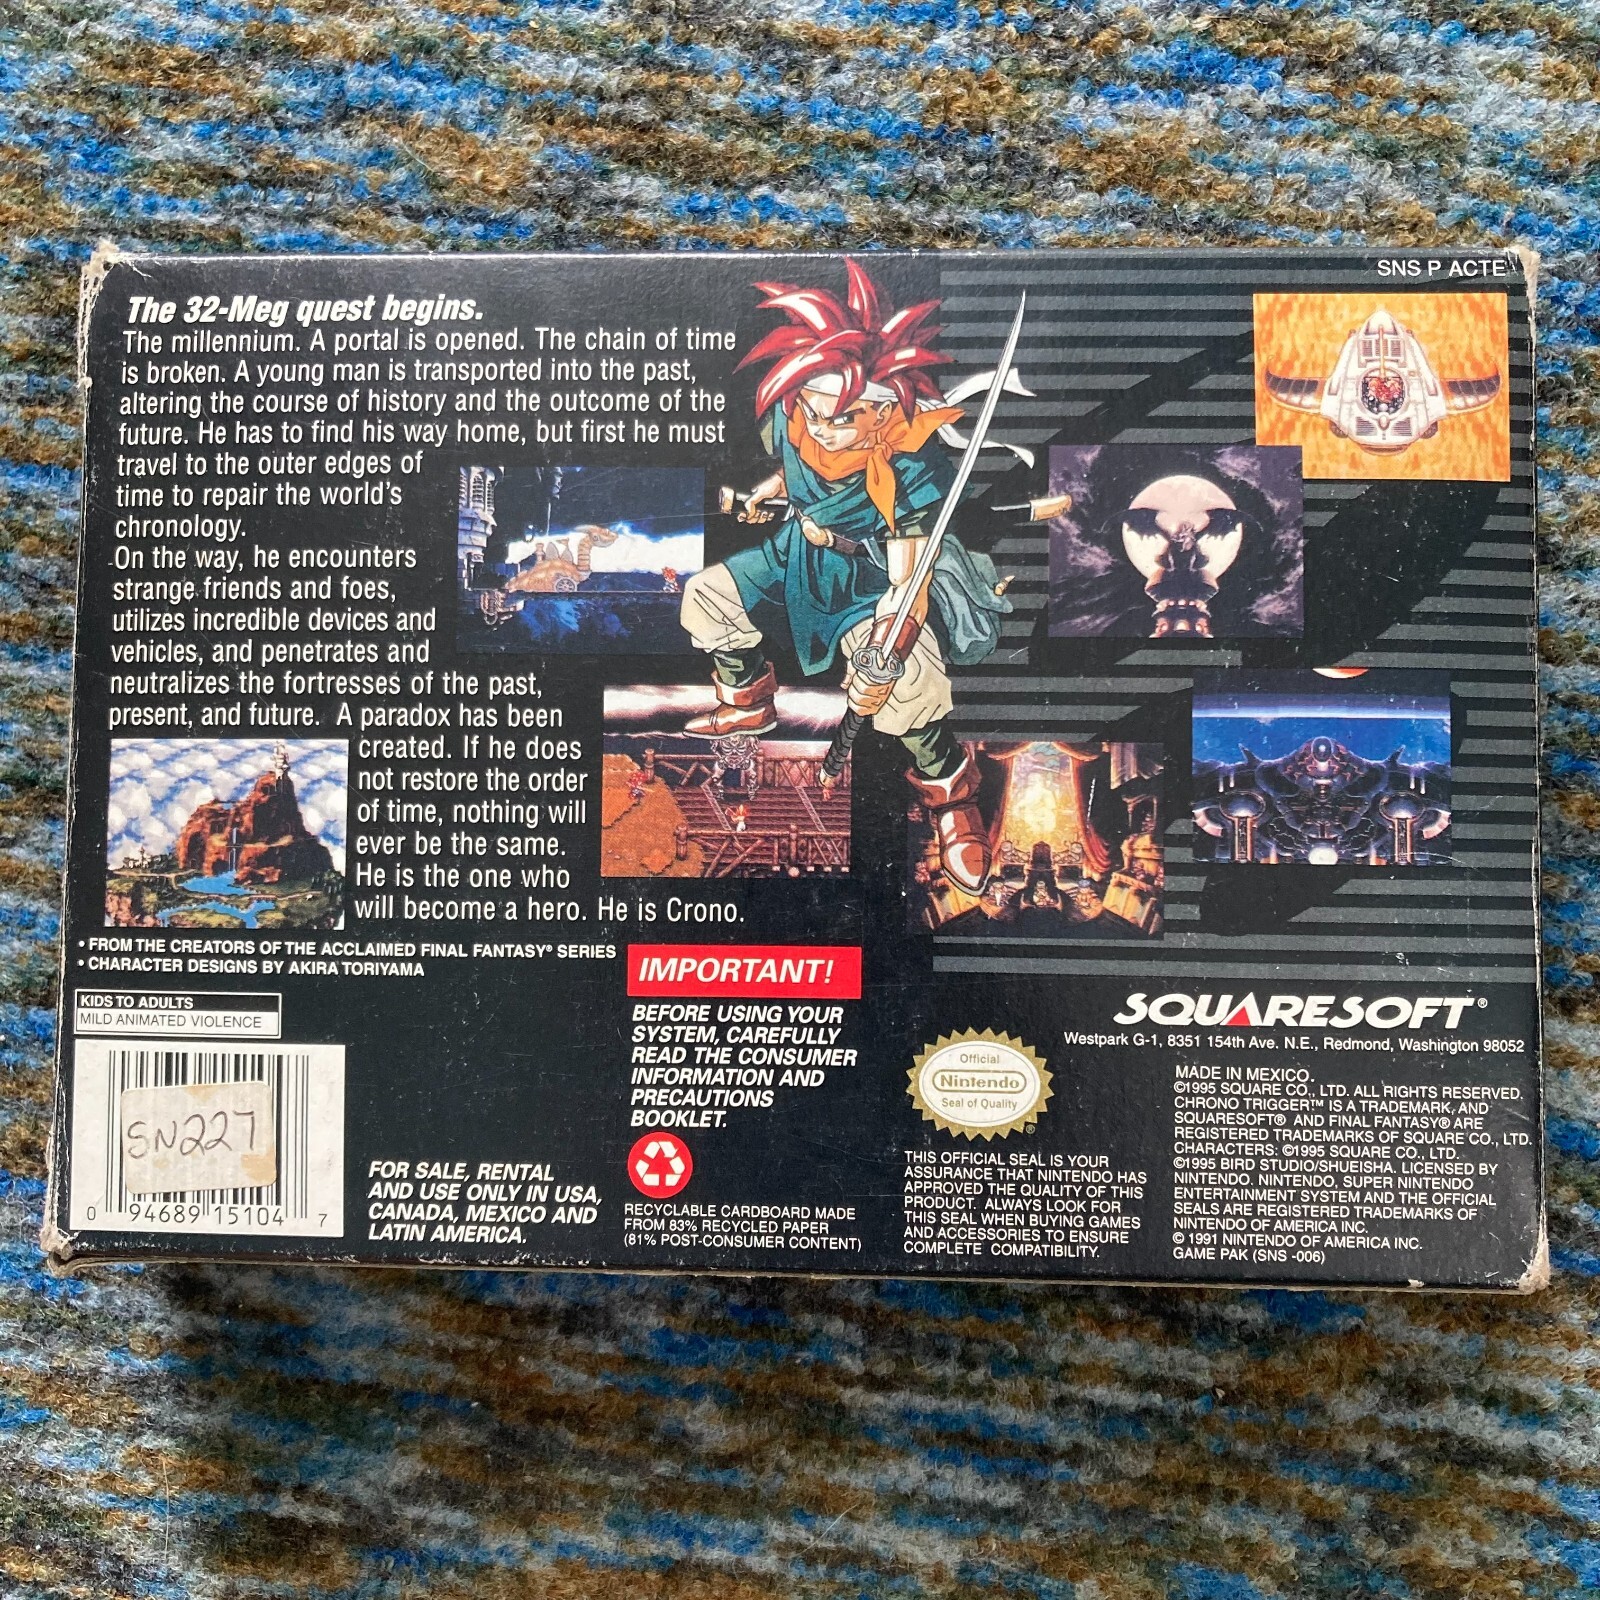 SNS P ACTE
The 32-Meg quest begins.
The millennium. A portal is opened. The chain of time
is broken. A young man is transported into the past,
altering the course of history and the outcome of the
future. He has to find his way home, but first he must
travel to the outer edges of
time to repair the world's
chronology.
On the way, he encounters
strange friends and foes,
utilizes incredible devices and
vehicles, and penetrates and
neutralizes the fortresses of the past,
present, and future. A paradox has been
created. If he does
not restore the order
of time, nothing will
ever be the same.
He is the one who
will become a hero. He is Crono.
• FROM THE CREATORS OF THE ACCLAIMED FINAL FANTASY® SERIES
• CHARACTER DESIGNS BY AKIRA TORIYAMA
KIDS TO ADULTS
MILD ANIMATED VIOLENCE
SN227
0 94689 15104 7
FOR SALE, RENTAL
AND USE ONLY IN USA,
CANADA, MEXICO AND
LATIN AMERICA.
IMPORTANT!
BEFORE USING YOUR
SYSTEM, CAREFULLY
READ THE CONSUMER
INFORMATION AND
PRECAUTIONS
BOOKLET.
RECYCLABLE CARDBOARD MADE
FROM 83% RECYCLED PAPER
(81% POST-CONSUMER CONTENT)
Official
Nintendo
Seal of Quality
®
THIS OFFICIAL SEAL IS YOUR
ASSURANCE THAT NINTENDO HAS
APPROVED THE QUALITY OF THIS
PRODUCT. ALWAYS LOOK FOR
THIS SEAL WHEN BUYING GAMES
AND ACCESSORIES TO ENSURE
COMPLETE COMPATIBILITY.
SQUARESOFT®
Westpark G-1, 8351 154th Ave. N.E., Redmond, Washington 98052
MADE IN MEXICO.
©1995 SQUARE CO., LTD. ALL RIGHTS RESERVED.
CHRONO TRIGGER™ IS A TRADEMARK, AND
SQUARESOFT® AND FINAL FANTASY® ARE
REGISTERED TRADEMARKS OF SQUARE CO., LTD.
CHARACTERS: ©1995 SQUARE CO., LTD.
©1995 BIRD STUDIO/SHUEISHA. LICENSED BY
NINTENDO. NINTENDO, SUPER NINTENDO
ENTERTAINMENT SYSTEM AND THE OFFICIAL
SEALS ARE REGISTERED TRADEMARKS OF
NINTENDO OF AMERICA INC.
© 1991 NINTENDO OF AMERICA INC.
GAME PAK (SNS -006)